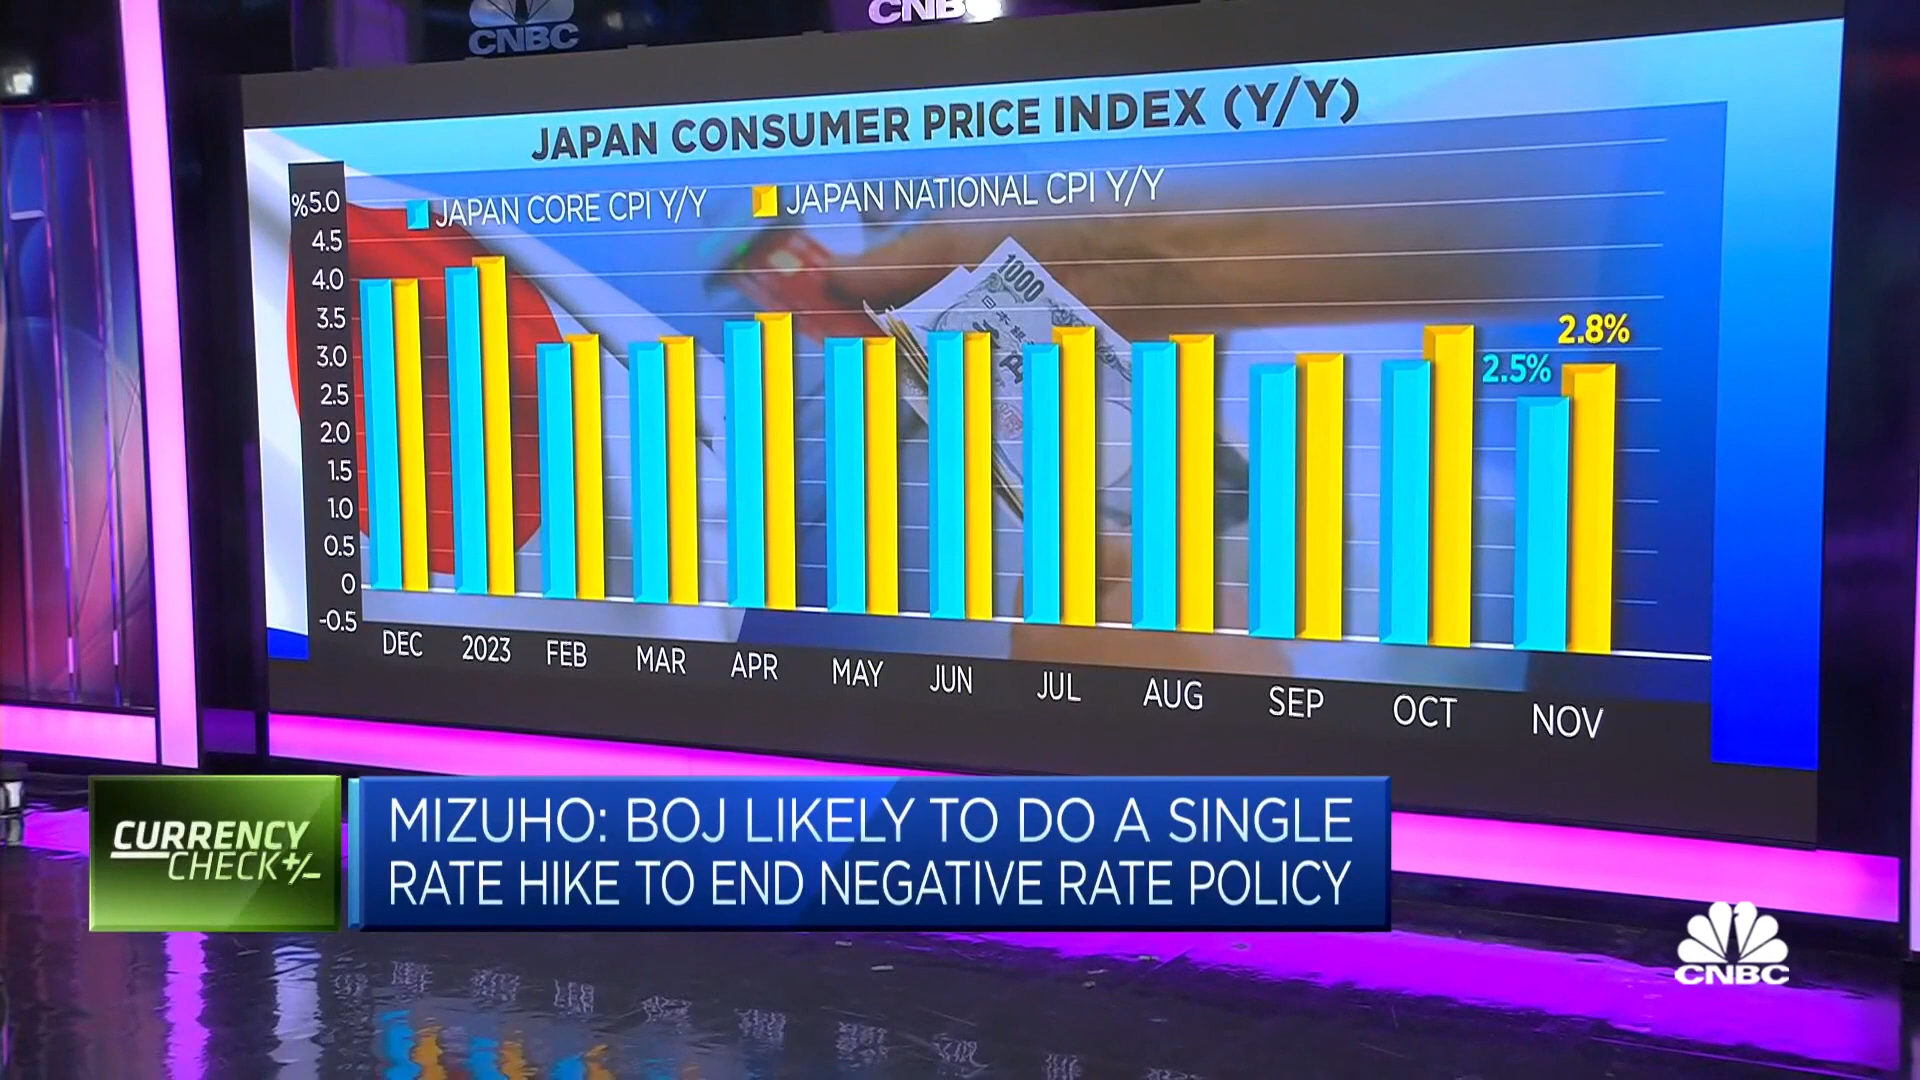 CNBC
CNBC
JAPAN CONSUMER PRICE INDEX (Y/Y)
JAPAN CORE CPI Y/Y
JAPAN NATIONAL CPI Y/Y
%5.0
4.5
4.0
3.5
3.0
2.5
2.0
1.5
1.0
0.5
0
-0.5
1000
2.5%
2.8%
DEC 2023 FEB MAR APR MAY JUN JUL AUG SEP OCT NOV
CURRENCY
CHECK+/-
MIZUHO: BOJ LIKELY TO DO A SINGLE
RATE HIKE TO END NEGATIVE RATE POLICY
CNBC